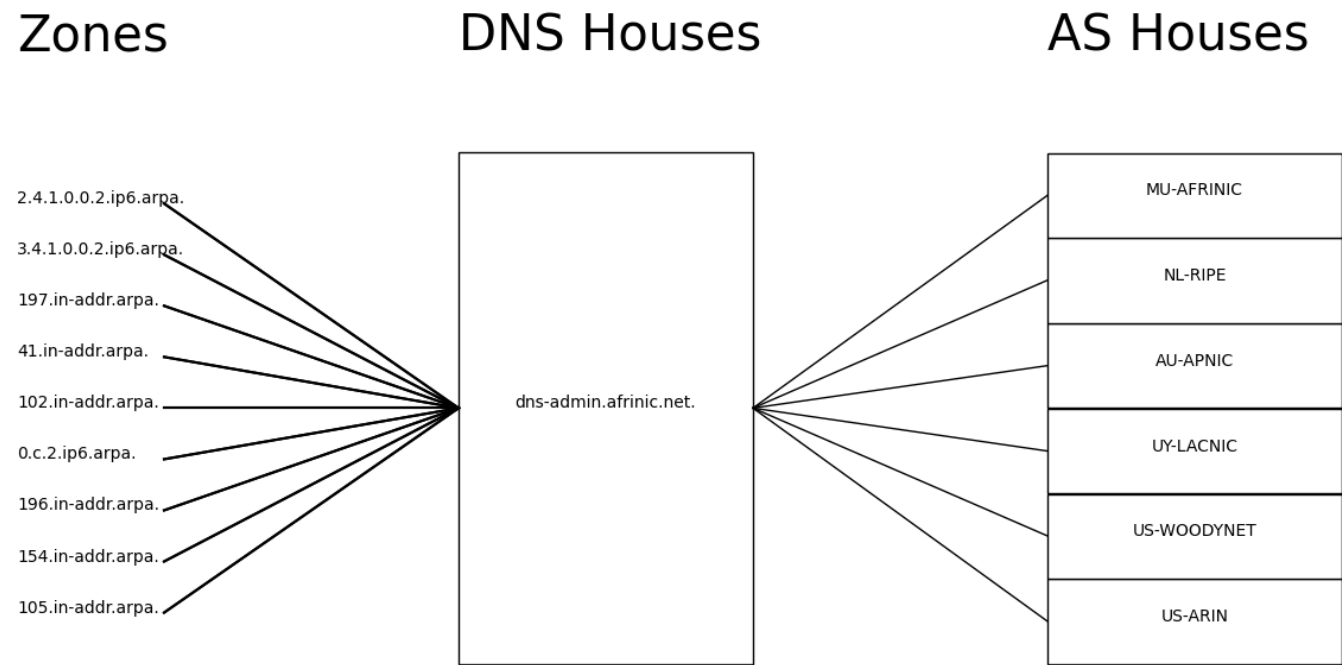 Zones
DNS Houses
AS Houses
2.4.1.0.0.2.ip6.arpa.
3.4.1.0.0.2.ip6.arpa.
197.in-addr.arpa.
41.in-addr.arpa.
102.in-addr.arpa.
0.c.2.ip6.arpa.
196.in-addr.arpa.
154.in-addr.arpa.
105.in-addr.arpa.
dns-admin.afrinic.net.
MU-AFRINIC
NL-RIPE
AU-APNIC
UY-LACNIC
US-WOODYNET
US-ARIN